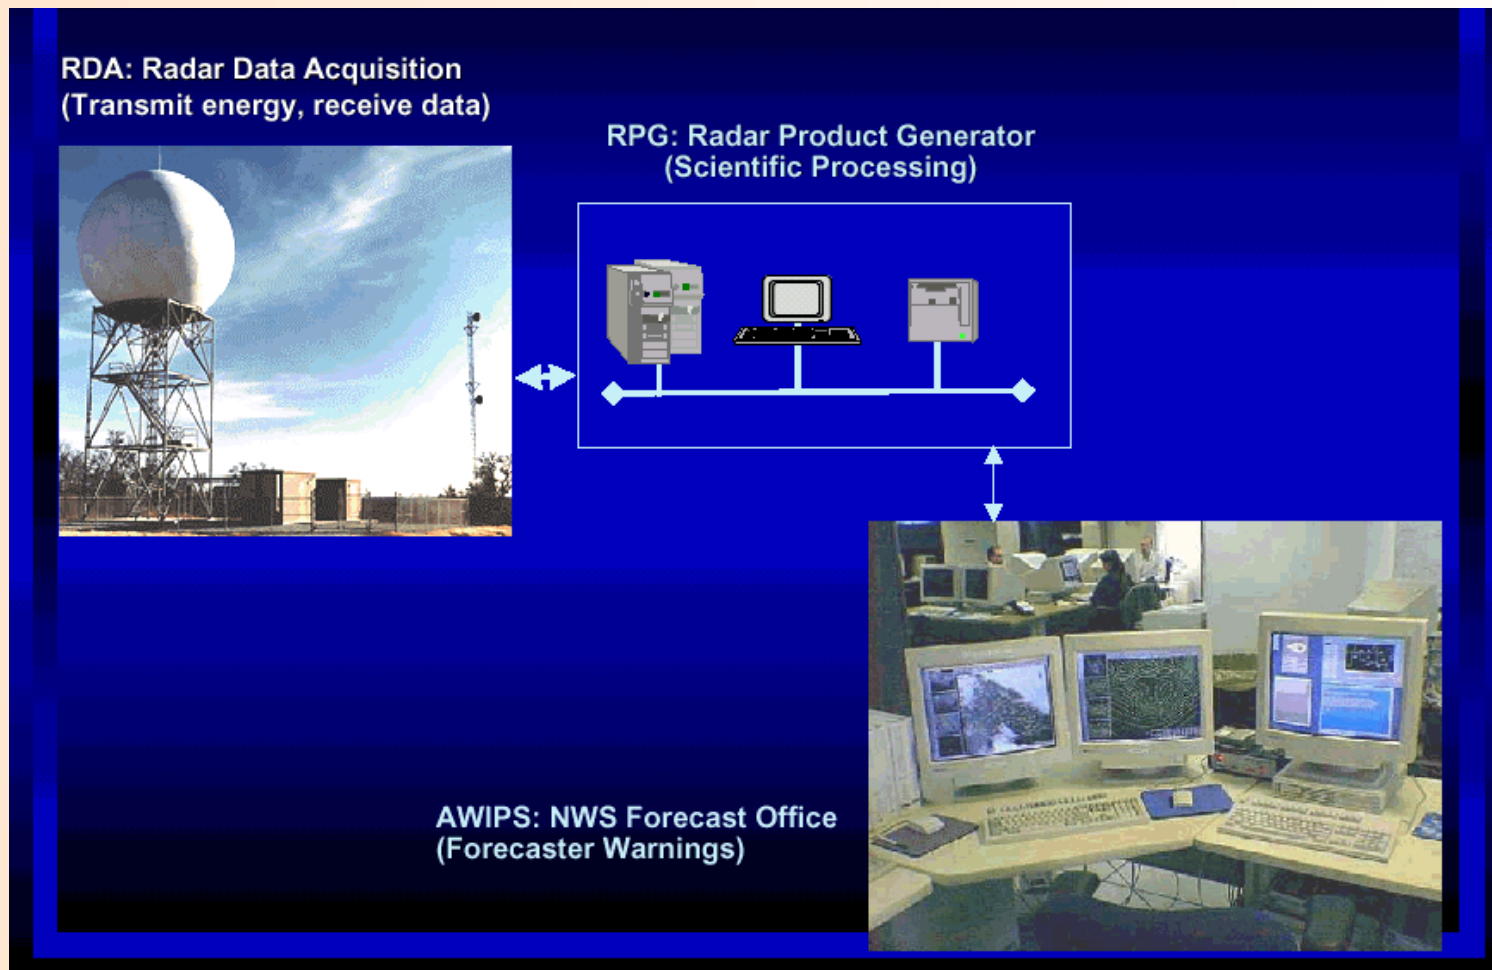 RDA: Radar Data Acquisition
(Transmit energy, receive data)
RPG: Radar Product Generator
(Scientific Processing)
AWIPS: NWS Forecast Office
(Forecaster Warnings)